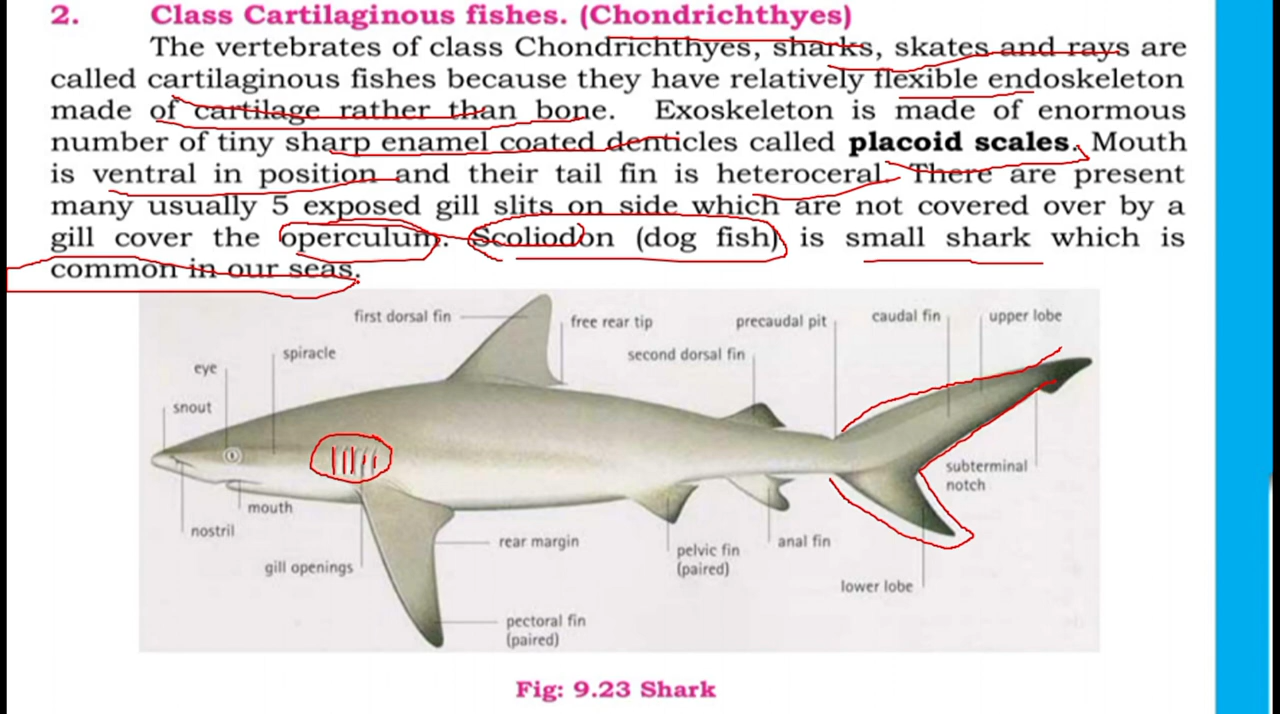 2. Class Cartilaginous fishes. (Chondrichthyes)
The vertebrates of class Chondrichthyes, sharks, skates and rays are
called cartilaginous fishes because they have relatively flexible endoskeleton
made of cartilage rather than bone. Exoskeleton is made of enormous
number of tiny sharp enamel coated denticles called placoid scales. Mouth
is ventral in position and their tail fin is heteroceral. There are present
many usually 5 exposed gill slits on side which are not covered over by a
gill cover the operculum. Scoliodon (dog fish) is small shark which is
common in our seas.
first dorsal fin
free rear tip
precaudal pit
caudal fin
upper lobe
spiracle
second dorsal fin
eye
snout
subterminal
notch
mouth
nostril
rear margin
anal fin
pelvic fin
(paired)
gill openings
lower lobe
pectoral fin
(paired)
Fig: 9.23 Shark